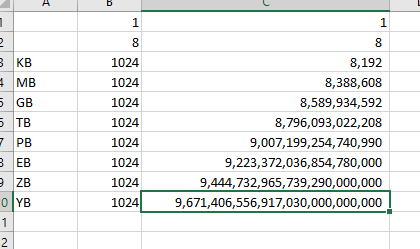 A B C
1 1 1
2 8 8
3 KB 1024 8,192
4 MB 1024 8,388,608
5 GB 1024 8,589,934,592
6 TB 1024 8,796,093,022,208
7 PB 1024 9,007,199,254,740,990
8 EB 1024 9,223,372,036,854,780,000
9 ZB 1024 9,444,732,965,739,290,000,000
0 YB 1024 9,671,406,556,917,030,000,000,000
1
2